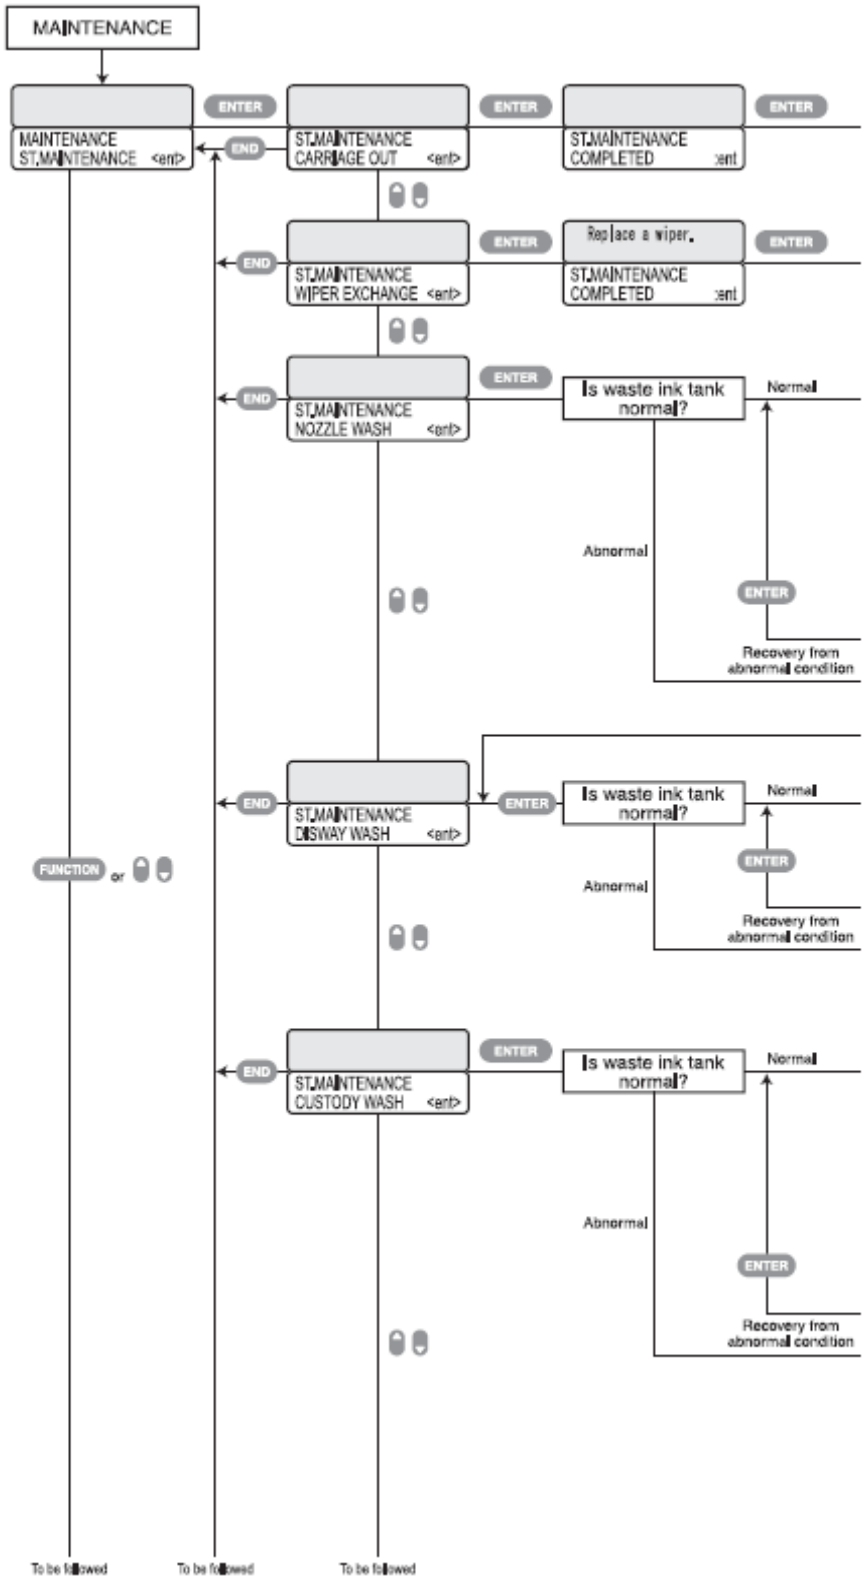 MAINTENANCE
ENTER
ENTER
ENTER
MAINTENANCE
ST.MAINTENANCE <ent>
END
ST.MAINTENANCE
CARRIAGE OUT <ent>
ST.MAINTENANCE
COMPLETED :ent
Replace a wiper.
ENTER
ENTER
END
ST.MAINTENANCE
WIPER EXCHANGE <ent>
ST.MAINTENANCE
COMPLETED :ent
ENTER
END
ST.MAINTENANCE
NOZZLE WASH <ent>
Is waste ink tank
normal?
Normal
Abnormal
ENTER
Recovery from
abnormal condition
END
ST.MAINTENANCE
DISWAY WASH <ent>
ENTER
Is waste ink tank
normal?
Normal
ENTER
Abnormal
Recovery from
abnormal condition
FUNCTION or
ENTER
END
ST.MAINTENANCE
CUSTODY WASH <ent>
Is waste ink tank
normal?
Normal
Abnormal
ENTER
Recovery from
abnormal condition
To be followed
To be followed
To be followed